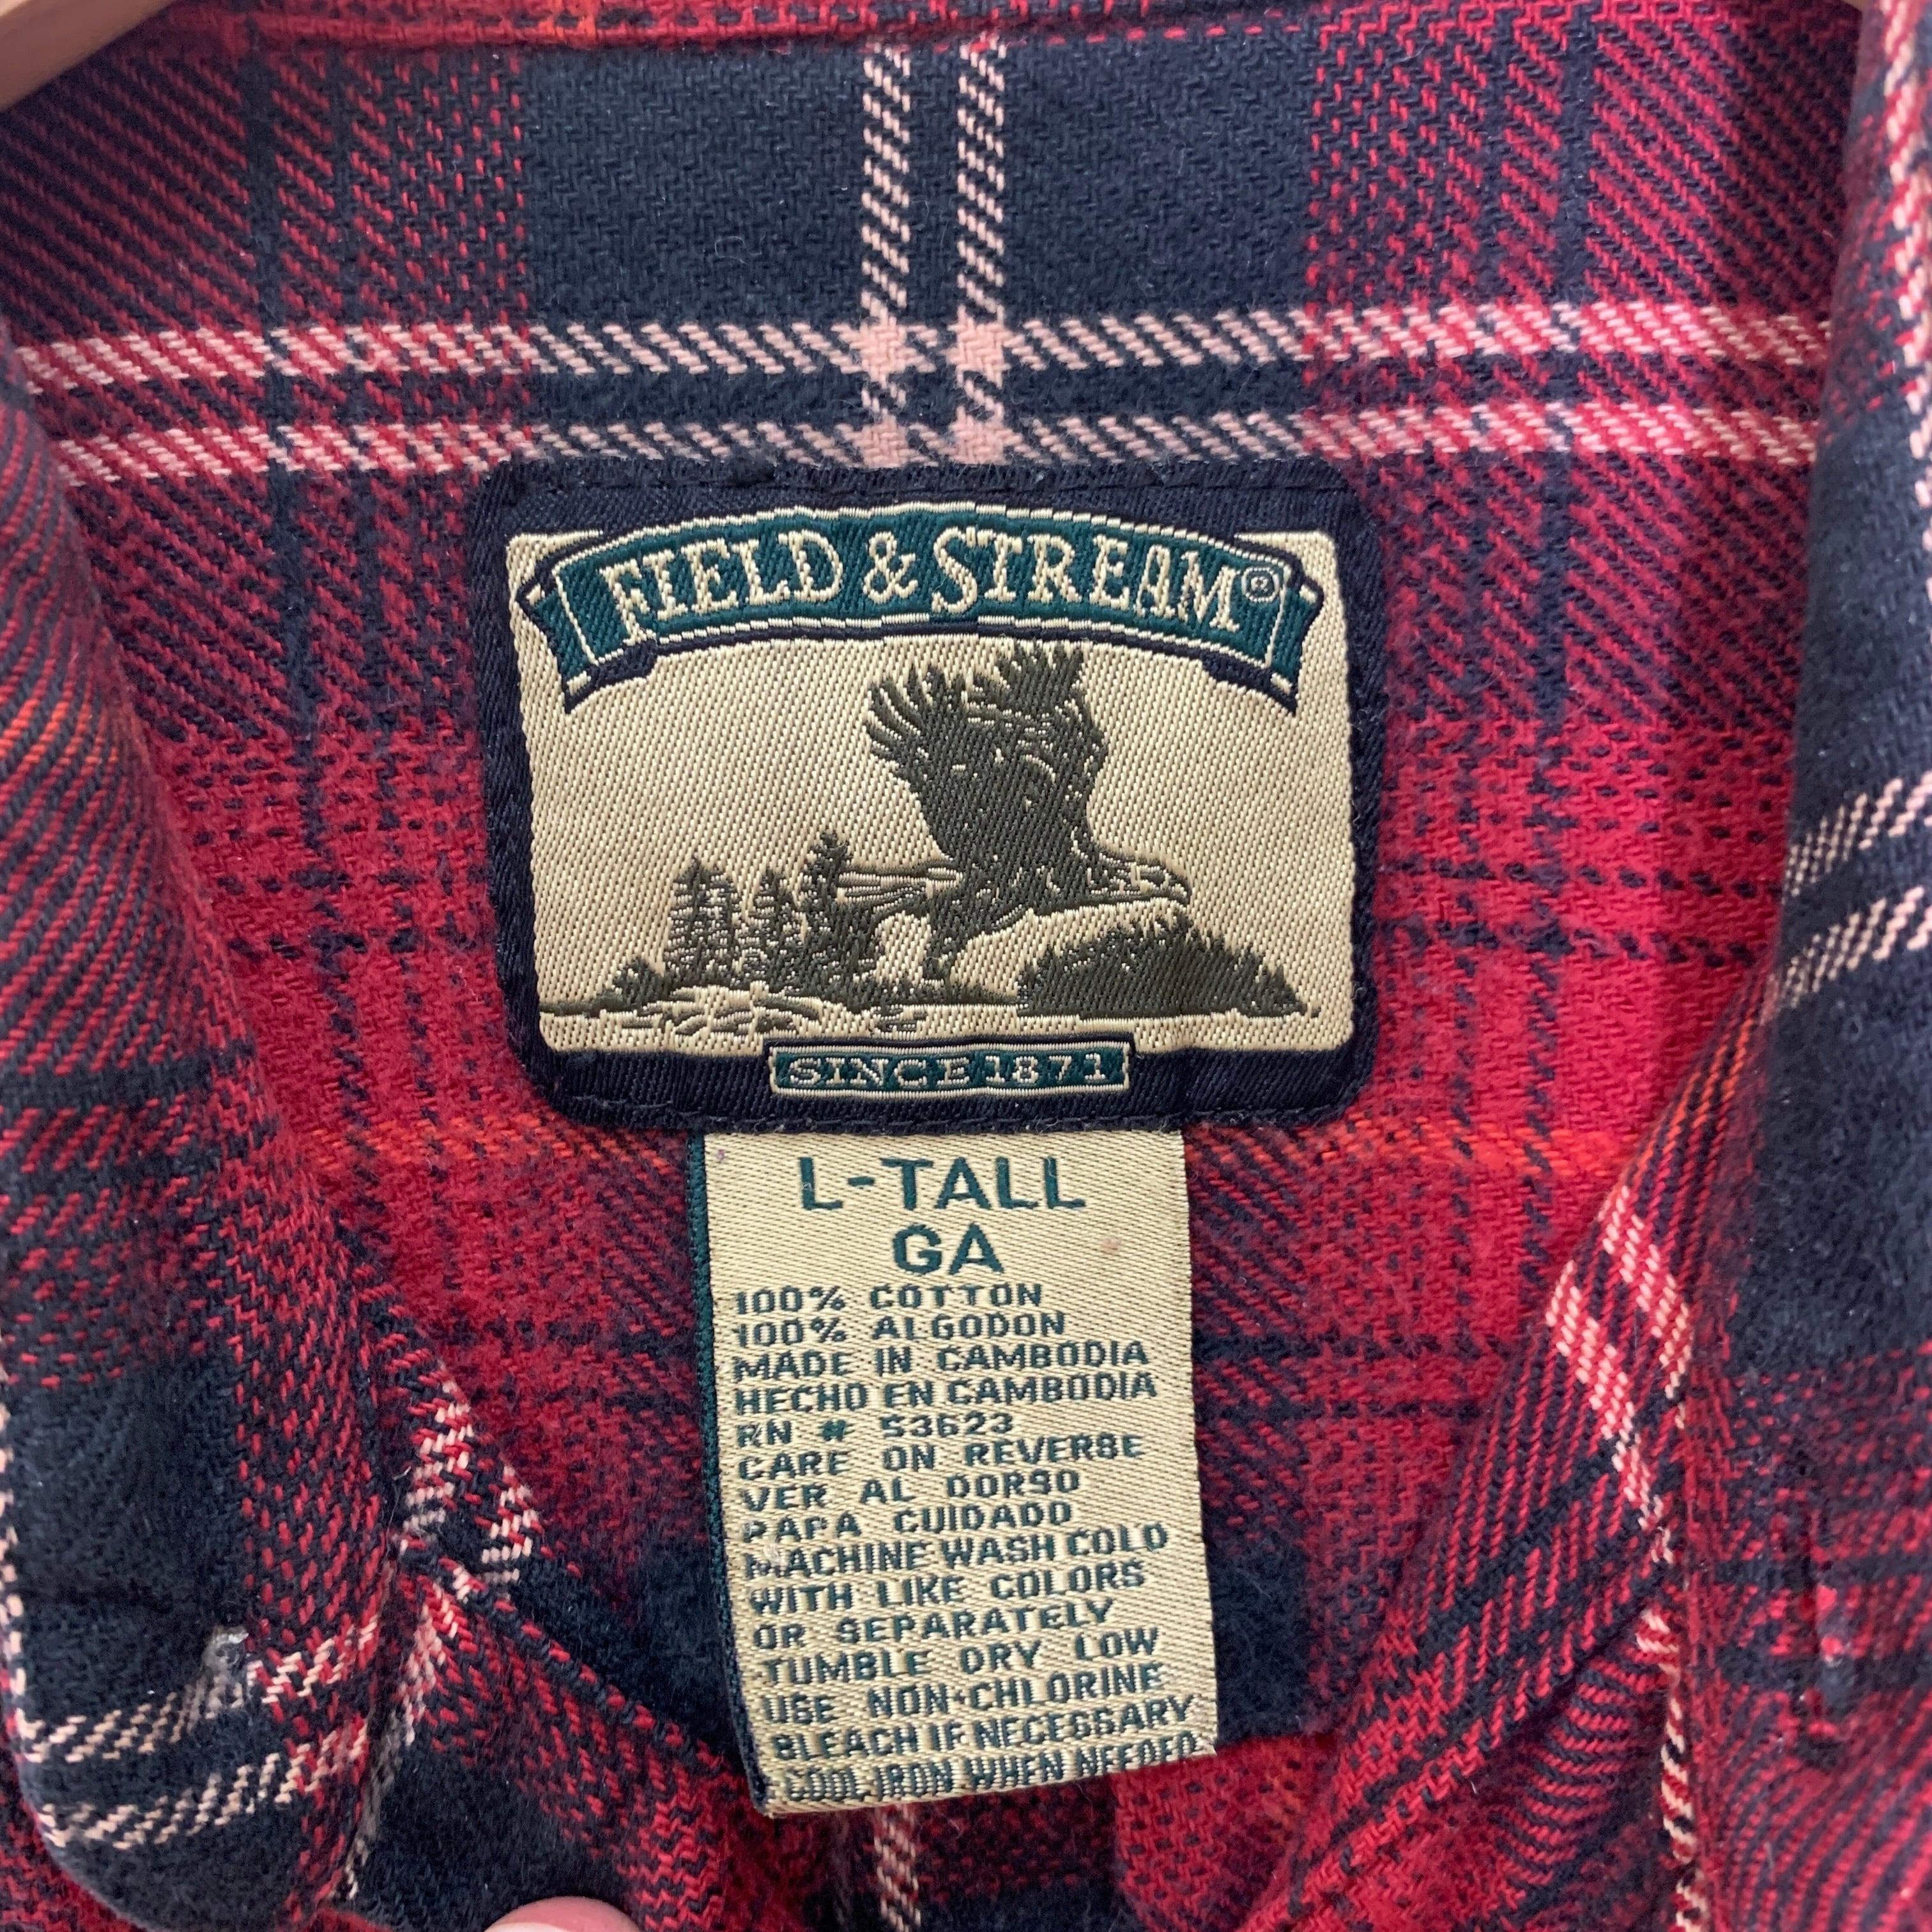 FIELD & STREAM®
SINCE 1871
L-TALL
GA
100% COTTON
100% ALGODON
MADE IN CAMBODIA
HECHO EN CAMBODIA
RN # 53623
CARE ON REVERSE
VER AL DORSO
PARA CUIDADO
MACHINE WASH COLD
WITH LIKE COLORS
OR SEPARATELY
TUMBLE DRY LOW
USE NON-CHLORINE
BLEACH IF NECESSARY
COOL IRON WHEN NEEDED